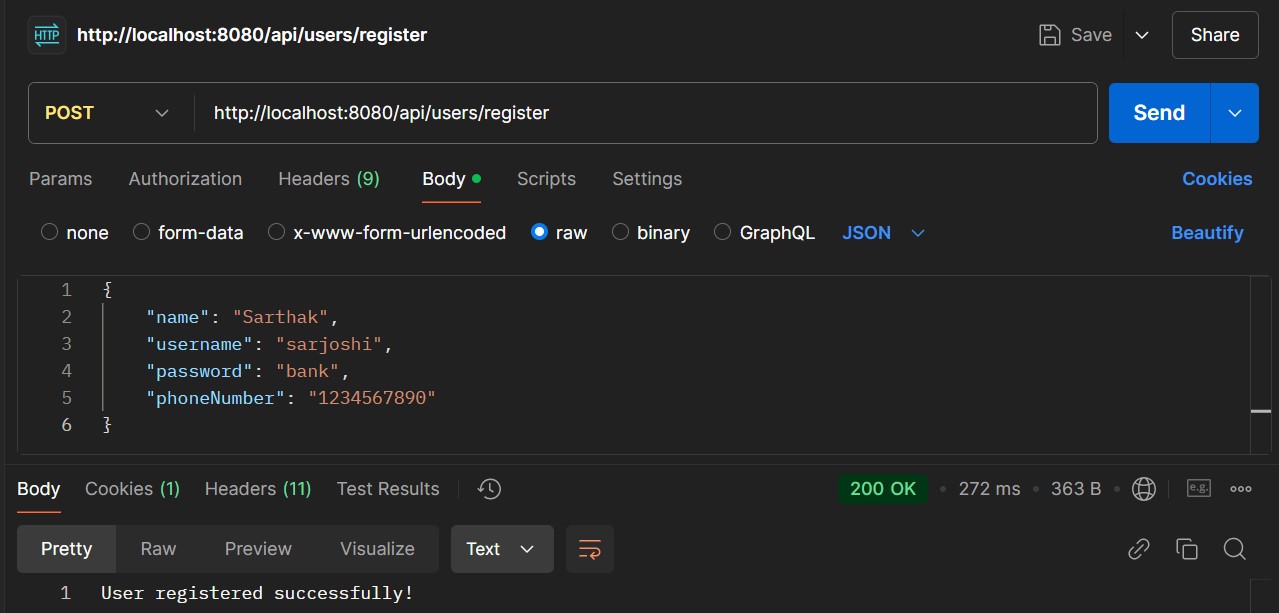 HTTP http://localhost:8080/api/users/register Save Share
POST http://localhost:8080/api/users/register Send
Params Authorization Headers (9) Body Scripts Settings Cookies
none form-data x-www-form-urlencoded raw binary GraphQL JSON Beautify
1 {
2 "name": "Sarthak",
3 "username": "sarjoshi",
4 "password": "bank",
5 "phoneNumber": "1234567890"
6 }
Body Cookies (1) Headers (11) Test Results 200 OK • 272 ms • 363 B • e.g.
Pretty Raw Preview Visualize Text
1 User registered successfully!